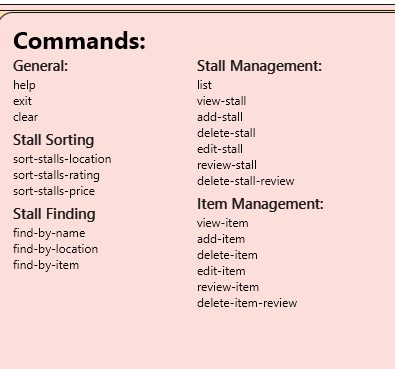 Commands:
General:
help
exit
clear
Stall Sorting
sort-stalls-location
sort-stalls-rating
sort-stalls-price
Stall Finding
find-by-name
find-by-location
find-by-item
Stall Management:
list
view-stall
add-stall
delete-stall
edit-stall
review-stall
delete-stall-review
Item Management:
view-item
add-item
delete-item
edit-item
review-item
delete-item-review